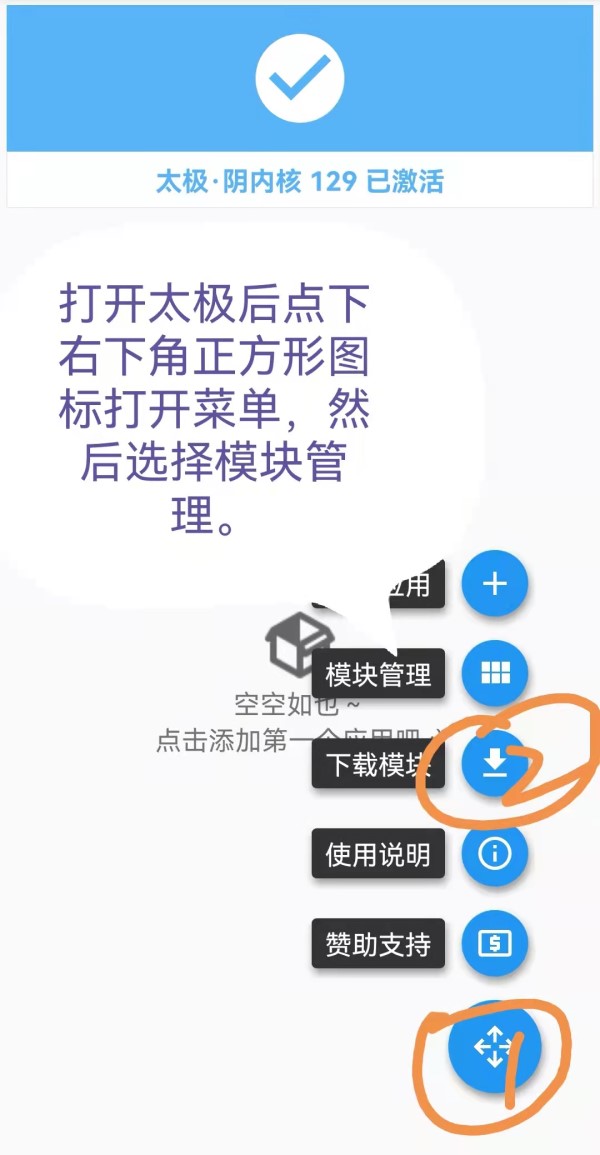 太极·阴内核 129 已激活
打开太极后点下
右下角正方形图
标打开菜单，然
后选择模块管
理。
应用
模块管理
空空如也 ~
点击添加第一个应用吧
下载模块
2
使用说明
赞助支持
1